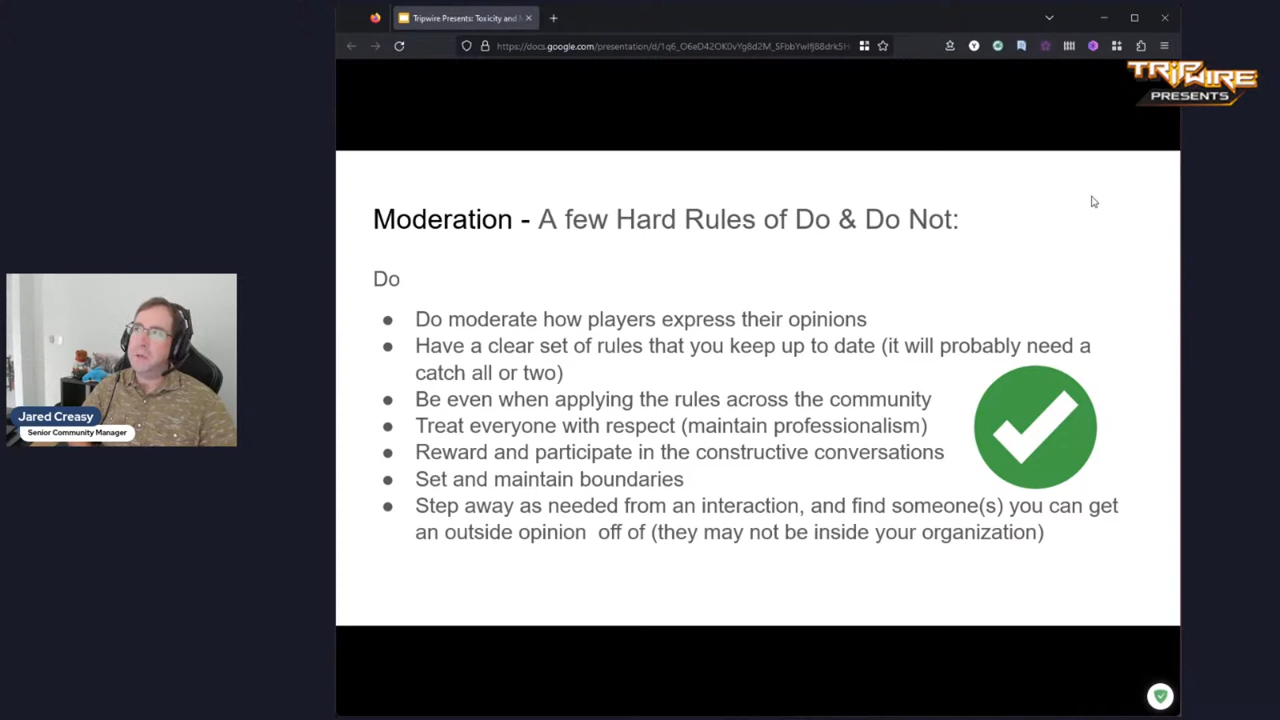 Tripwire Presents: Toxicity and
https://docs.google.com/presentation/d/
TRIPWIRE
PRESENTS
Moderation - A few Hard Rules of Do & Do Not:
Do
● Do moderate how players express their opinions
● Have a clear set of rules that you keep up to date (it will probably need a
catch all or two)
● Be even when applying the rules across the community
● Treat everyone with respect (maintain professionalism)
● Reward and participate in the constructive conversations
● Set and maintain boundaries
● Step away as needed from an interaction, and find someone(s) you can get
an outside opinion off of (they may not be inside your organization)
Jared Creasy
Senior Community Manager